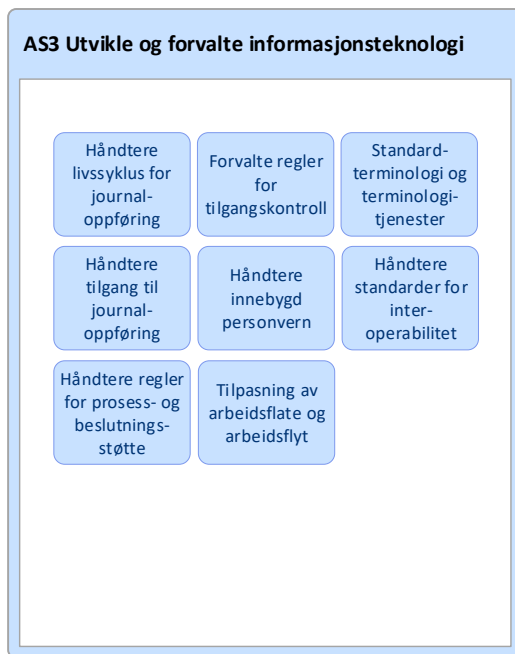 AS3 Utvikle og forvalte informasjonsteknologi
Håndtere
livssyklus for
journal-
oppføring
Forvalte regler
for
tilgangskontroll
Standard-
terminologi og
terminologi-
tjenester
Håndtere
tilgang til
journal-
oppføring
Håndtere
innebygd
personvern
Håndtere
standarder for
inter-
operabilitet
Håndtere regler
for prosess- og
beslutnings-
støtte
Tilpasning av
arbeidsflate og
arbeidsflyt